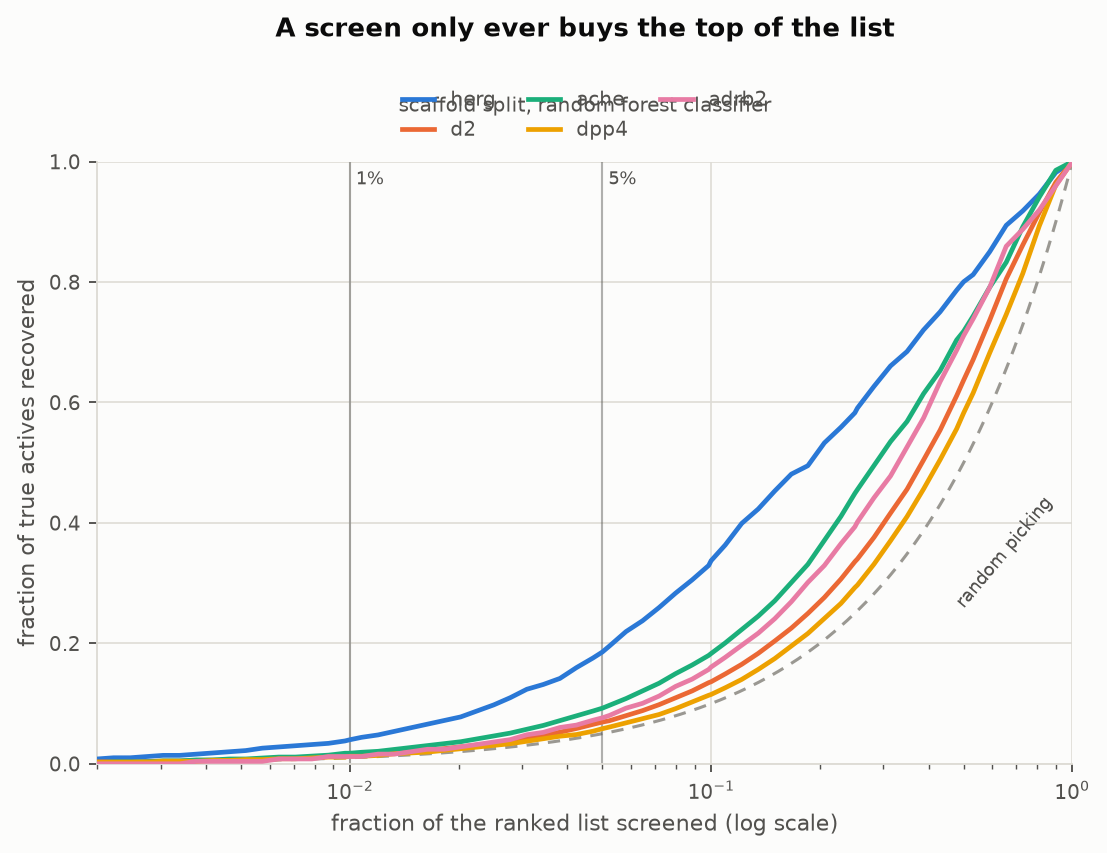 A screen only ever buys the top of the list
herg ache adrb2
scaffold split, random forest classifier
d2 dpp4
1.0
1%
5%
0.8
0.6
0.4
0.2
0.0
random picking
fraction of true actives recovered
10⁻² 10⁻¹ 10⁰
fraction of the ranked list screened (log scale)